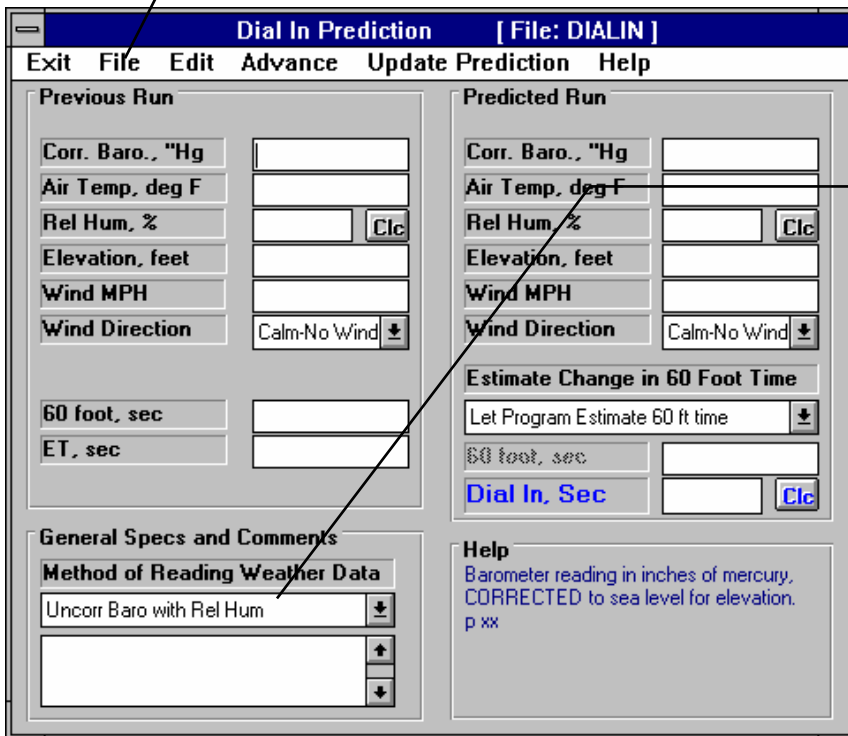 Dial In Prediction [ File: DIALIN ]
Exit File Edit Advance Update Prediction Help
Previous Run
Corr. Baro., "Hg
Air Temp, deg F
Rel Hum, % Clc
Elevation, feet
Wind MPH
Wind Direction Calm-No Wind
60 foot, sec
ET, sec
General Specs and Comments
Method of Reading Weather Data
Uncorr Baro with Rel Hum
Predicted Run
Corr. Baro., "Hg
Air Temp, deg F
Rel Hum, % Clc
Elevation, feet
Wind MPH
Wind Direction Calm-No Wind
Estimate Change in 60 Foot Time
Let Program Estimate 60 ft time
60 foot, sec
Dial In, Sec Clc
Help
Barometer reading in inches of mercury,
CORRECTED to sea level for elevation.
p xx